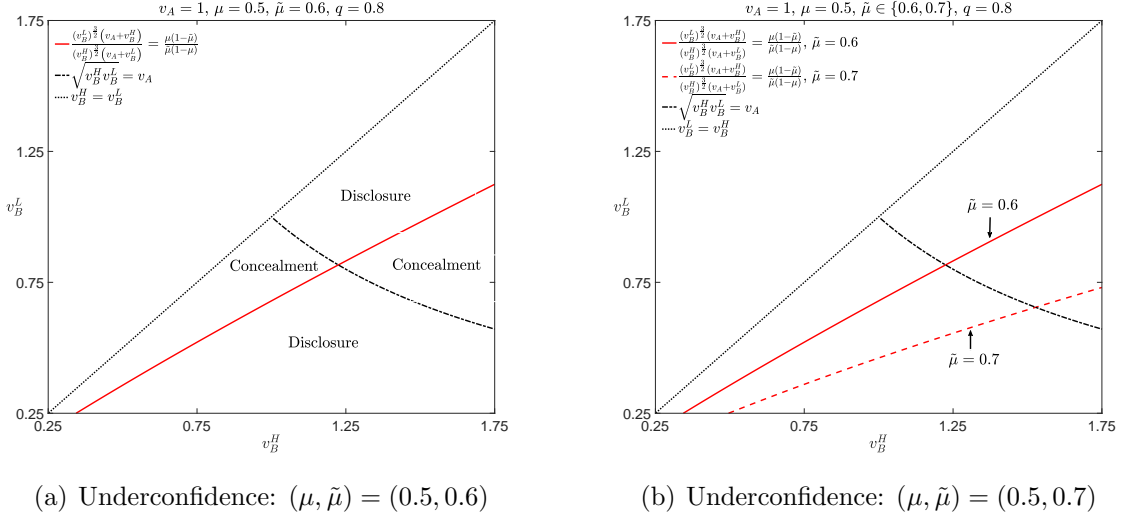 v_A = 1, μ = 0.5, μ̃ = 0.6, q = 0.8
(v_B^L)^{3/2}(v_A+v_B^H) / (v_B^H)^{3/2}(v_A+v_B^L) = μ(1-μ̃) / μ̃(1-μ)
√(v_B^H v_B^L) = v_A
v_B^H = v_B^L
1.75
1.25
0.75
0.25
v_B^L
Disclosure
Concealment
Concealment
Disclosure
0.25 0.75 1.25 1.75
v_B^H
(a) Underconfidence: (μ, μ̃) = (0.5, 0.6)
v_A = 1, μ = 0.5, μ̃ ∈ {0.6, 0.7}, q = 0.8
(v_B^L)^{3/2}(v_A+v_B^H) / (v_B^H)^{3/2}(v_A+v_B^L) = μ(1-μ̃) / μ̃(1-μ), μ̃ = 0.6
(v_B^L)^{3/2}(v_A+v_B^H) / (v_B^H)^{3/2}(v_A+v_B^L) = μ(1-μ̃) / μ̃(1-μ), μ̃ = 0.7
√(v_B^H v_B^L) = v_A
v_B^L = v_B^H
1.75
1.25
0.75
0.25
v_B^L
μ̃ = 0.6
μ̃ = 0.7
0.25 0.75 1.25 1.75
v_B^H
(b) Underconfidence: (μ, μ̃) = (0.5, 0.7)